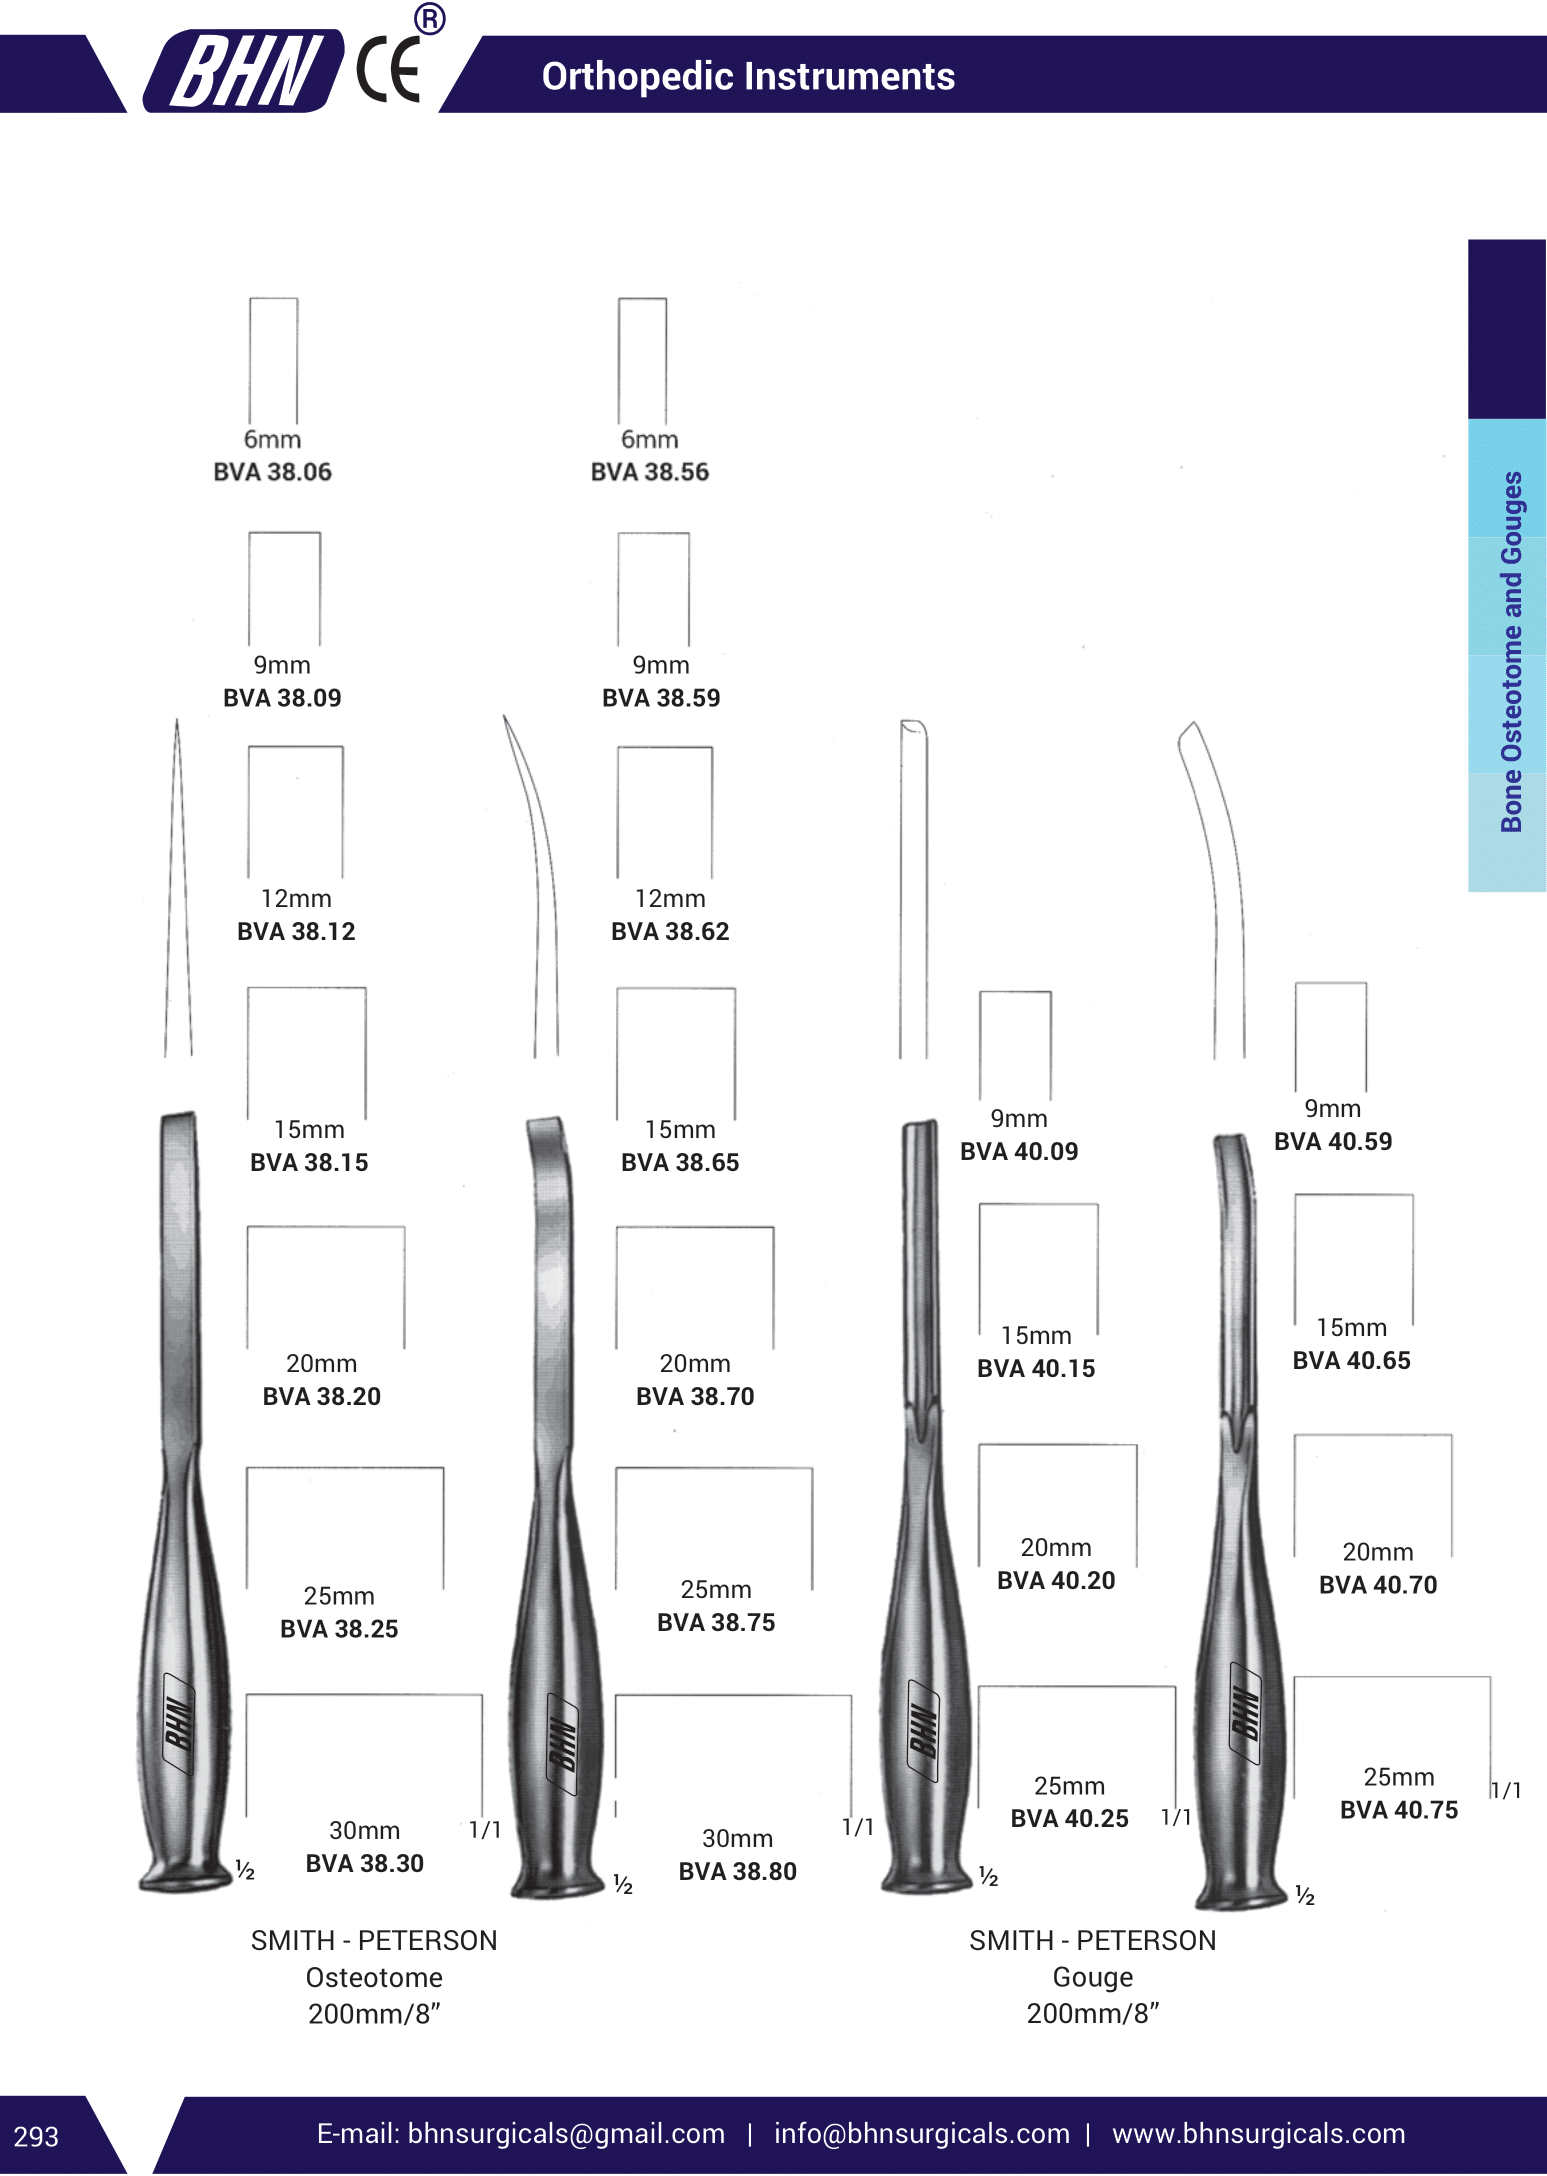 BHN CE ®
Orthopedic Instruments
Bone Osteotome and Gouges
6mm
BVA 38.06
9mm
BVA 38.09
12mm
BVA 38.12
15mm
BVA 38.15
20mm
BVA 38.20
25mm
BVA 38.25
30mm
BVA 38.30
1/1
½
BHN
6mm
BVA 38.56
9mm
BVA 38.59
12mm
BVA 38.62
15mm
BVA 38.65
20mm
BVA 38.70
25mm
BVA 38.75
30mm
BVA 38.80
1/1
½
BHN
SMITH - PETERSON
Osteotome
200mm/8”
9mm
BVA 40.09
15mm
BVA 40.15
20mm
BVA 40.20
25mm
BVA 40.25
1/1
½
BHN
9mm
BVA 40.59
15mm
BVA 40.65
20mm
BVA 40.70
25mm
BVA 40.75
1/1
½
BHN
SMITH - PETERSON
Gouge
200mm/8”
293
E-mail: bhnsurgicals@gmail.com | info@bhnsurgicals.com | www.bhnsurgicals.com